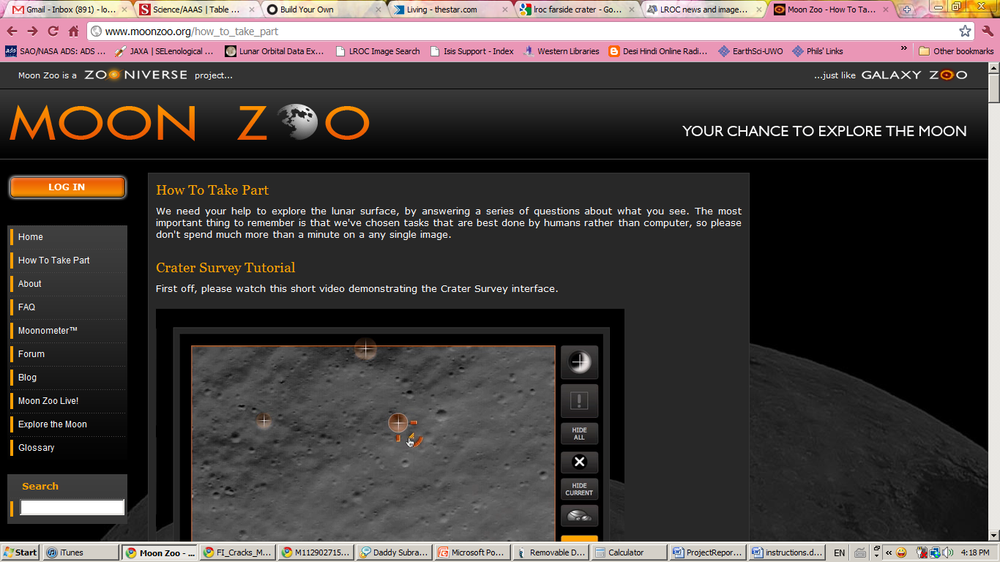 Gmail - Inbox (891) - lo...
Science/AAAS | Table ...
Build Your Own
Living - thestar.com
lroc farside crater - Go...
LROC news and image...
Moon Zoo - How To Ta...
www.moonzoo.org/how_to_take_part
ads SAO/NASA ADS: ADS ...
JAXA | SELenological ...
Lunar Orbital Data Ex...
LROC Image Search
Isis Support - Index
Western Libraries
Desi Hindi Online Radi...
EarthSci-UWO
Phils' Links
»
Other bookmarks
Moon Zoo is a ZOONIVERSE project...
...just like GALAXY ZOO
MOON ZOO
YOUR CHANCE TO EXPLORE THE MOON
LOG IN
Home
How To Take Part
About
FAQ
Moonometer™
Forum
Blog
Moon Zoo Live!
Explore the Moon
Glossary
Search
How To Take Part
We need your help to explore the lunar surface, by answering a series of questions about what you see. The most
important thing to remember is that we've chosen tasks that are best done by humans rather than computer, so please
don't spend much more than a minute on a any single image.
Crater Survey Tutorial
First off, please watch this short video demonstrating the Crater Survey interface.
HIDE
ALL
HIDE
CURRENT
Start
iTunes
Moon Zoo - ...
FI_Cracks_M...
M112902715...
Daddy Subra...
Microsoft Po...
Removable D...
Calculator
ProjectRepor...
instructions.d...
EN
«
4:18 PM